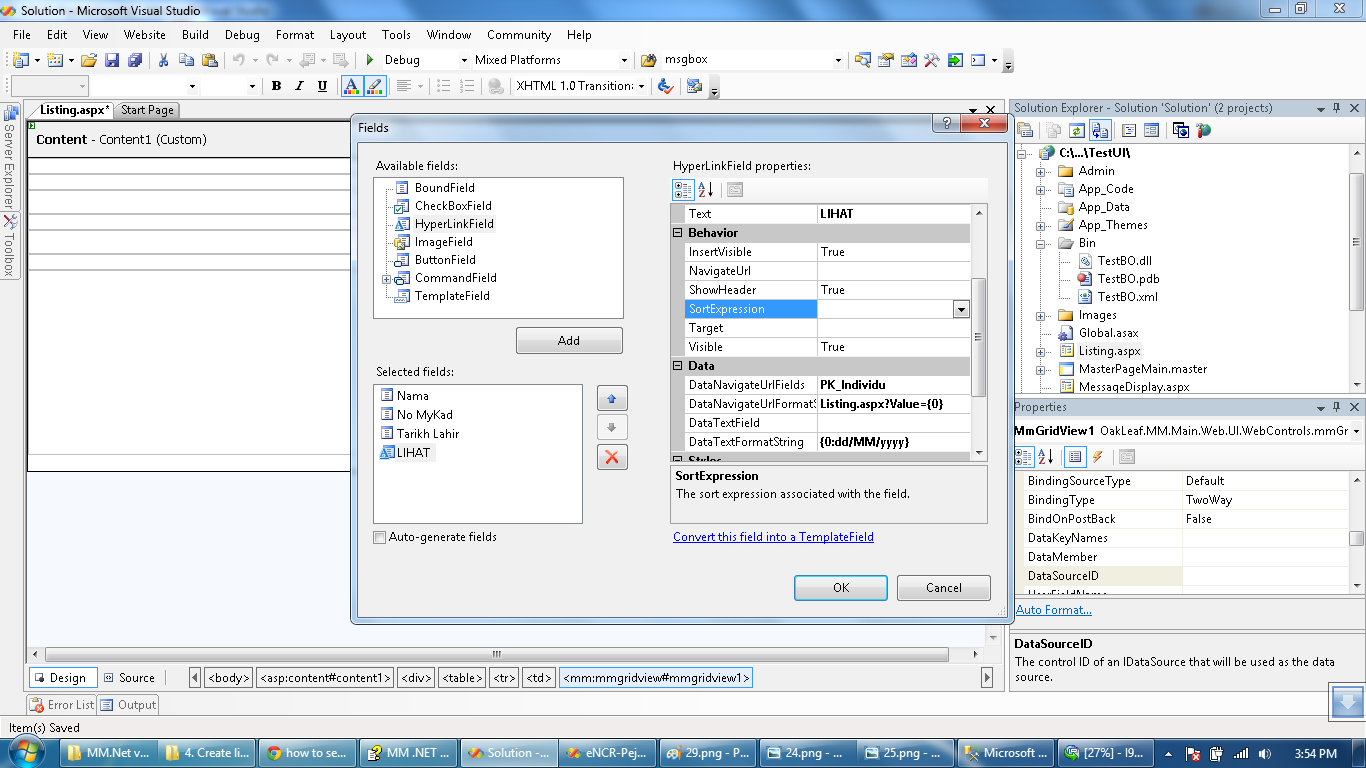 Solution - Microsoft Visual Studio
File Edit View Website Build Debug Format Layout Tools Window Community Help
Debug Mixed Platforms msgbox
B I U A XHTML 1.0 Transition
Listing.aspx* Start Page
Content - Content1 (Custom)
Server Explorer
Toolbox
Fields
Available fields:
BoundField
CheckBoxField
HyperLinkField
ImageField
ButtonField
CommandField
TemplateField
Add
Selected fields:
Nama
No MyKad
Tarikh Lahir
LIHAT
Auto-generate fields
HyperLinkField properties:
Text LIHAT
Behavior
InsertVisible True
NavigateUrl
ShowHeader True
SortExpression
Target
Visible True
Data
DataNavigateUrlFields PK_Individu
DataNavigateUrlFormatS Listing.aspx?Value={0}
DataTextField
DataTextFormatString {0:dd/MM/yyyy}
Styles
SortExpression
The sort expression associated with the field.
Convert this field into a TemplateField
OK Cancel
Solution Explorer - Solution 'Solution' (2 projects)
C:\...\TestUI\
Admin
App_Code
App_Data
App_Themes
Bin
TestBO.dll
TestBO.pdb
TestBO.xml
Images
Global.asax
Listing.aspx
MasterPageMain.master
MessageDisplay.aspx
Properties
MmGridView1 OakLeaf.MM.Main.Web.UI.WebControls.mmGr
BindingSourceType Default
BindingType TwoWay
BindOnPostBack False
DataKeyNames
DataMember
DataSourceID
UserFieldName
Auto Format...
DataSourceID
The control ID of an IDataSource that will be used as the data
source.
Design Source <body> <asp:content#content1> <div> <table> <tr> <td> <mm:mmgridview#mmgridview1>
Error List Output
Item(s) Saved
MM.Net v... 4. Create li... how to se... MM .NET ... Solution -... eNCR-Pej... 29.png - P... 24.png - ... 25.png - ... Microsoft ... [27%] - I9... 3:54 PM